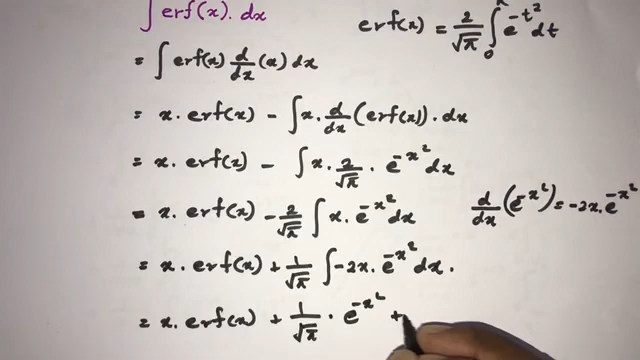 ∫ erf(x). dx
erf(x) = 2/√π ∫₀ˣ e^-t² dt
= ∫ erf(x) d/dx (x) dx
= x · erf(x) - ∫x. d/dx (erf(x)). dx
= x · erf(x) - ∫ x. 2/√π · e^-x² dx
= x · erf(x) - 2/√π ∫ x. e^-x² dx
d/dx (e^-x²) = -2x. e^-x²
= x · erf(x) + 1/√π ∫ -2x. e^-x² dx.
= x. erf(x) + 1/√π · e^-x² +